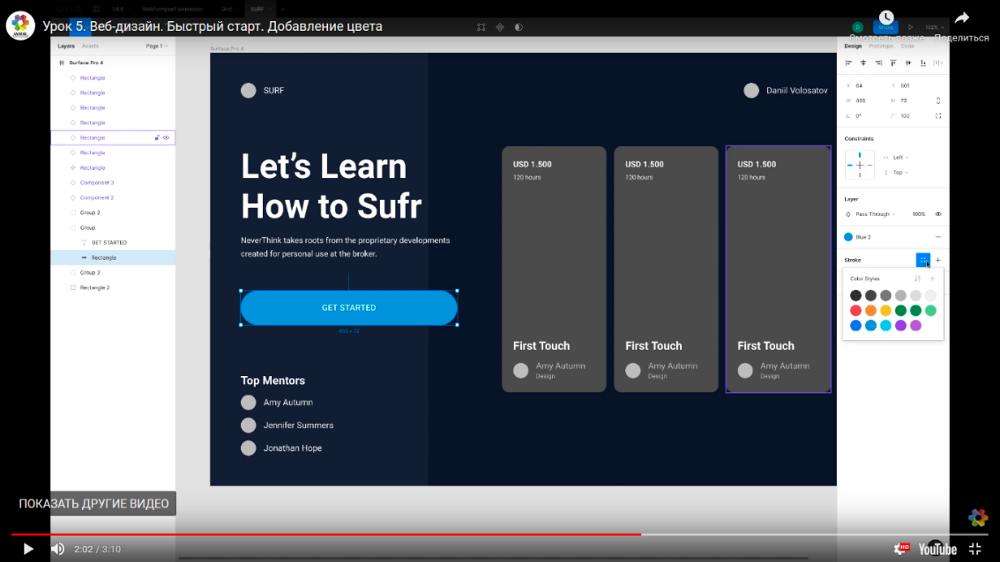 Урок 5. Веб-дизайн. Быстрый старт. Добавление цвета
Смотреть позже
Поделиться
SURF
Share
102%
Layers
Assets
Page 1
Surface Pro 4
Rectangle
Rectangle
Rectangle
Rectangle
Rectangle
Rectangle
Rectangle
Component 3
Component 2
Group 2
Group
GET STARTED
Rectangle
Group 2
Rectangle 2
Surface Pro 4
SURF
Daniil Volosatov
Let’s Learn
How to Sufr
NeverThink takes roots from the proprietary developments
created for personal use at the broker.
GET STARTED
455 × 72
Top Mentors
Amy Autumn
Jennifer Summers
Jonathan Hope
USD 1.500
120 hours
First Touch
Amy Autumn
Design
USD 1.500
120 hours
First Touch
Amy Autumn
Design
USD 1.500
120 hours
First Touch
Amy Autumn
Design
Design
Prototype
Code
X 64 Y 501
W 455 H 72
0° 100
Constraints
Left
Top
Layer
Pass Through 100%
Blue 2
Stroke
Color Styles
ПОКАЗАТЬ ДРУГИЕ ВИДЕО
2:02 / 3:10
HD
YouTube